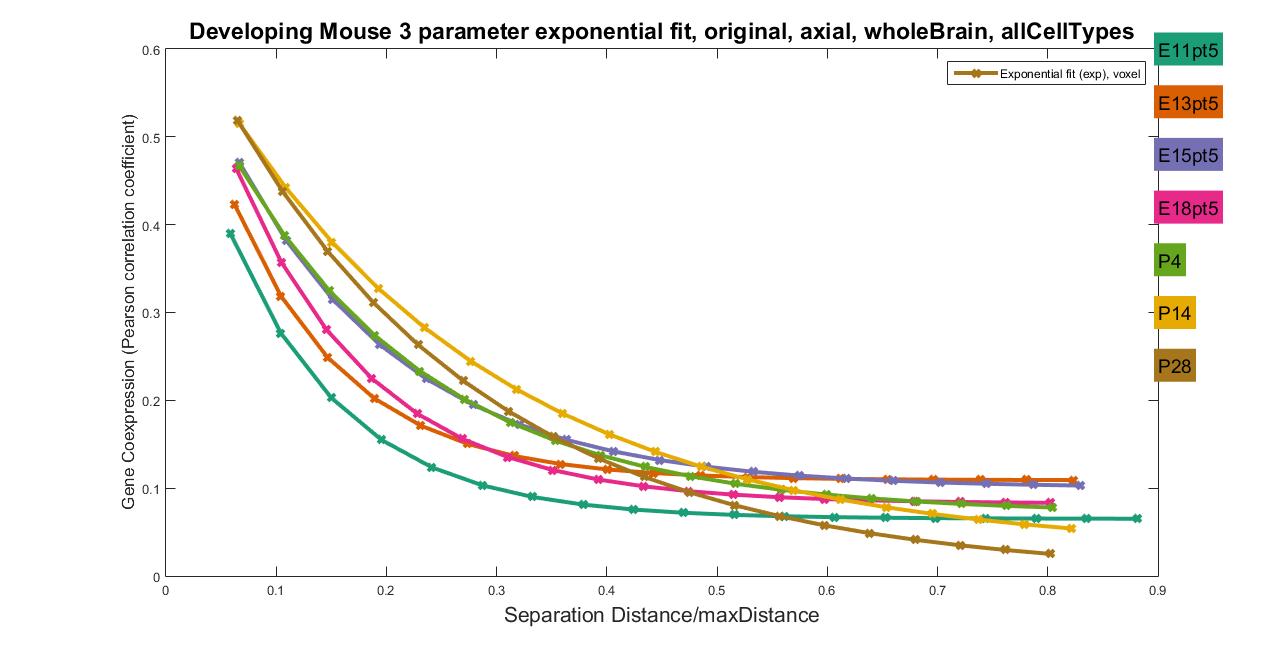 Developing Mouse 3 parameter exponential fit, original, axial, wholeBrain, allCellTypes
Exponential fit (exp), voxel
E11pt5
E13pt5
E15pt5
E18pt5
P4
P14
P28
Gene Coexpression (Pearson correlation coefficient)
0.6
0.5
0.4
0.3
0.2
0.1
0
0 0.1 0.2 0.3 0.4 0.5 0.6 0.7 0.8 0.9
Separation Distance/maxDistance